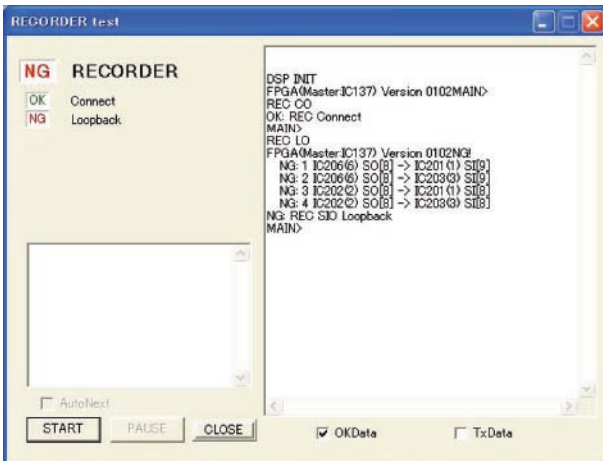 RECORDER test
NG RECORDER
OK Connect
NG Loopback
DSP INIT
FPGA(Master:IC137) Version 0102MAIN>
REC CO
OK: REC Connect
MAIN>
REC LO
FPGA(Master:IC137) Version 0102NG!
NG: 1 IC206(6) SO[8] -> IC201(1) SI[9]
NG: 2 IC206(6) SO[8] -> IC203(3) SI[9]
NG: 3 IC202(2) SO[8] -> IC201(1) SI[8]
NG: 4 IC202(2) SO[8] -> IC203(3) SI[8]
NG: REC SIO Loopback
MAIN>
AutoNext
START PAUSE CLOSE
OKData TxData